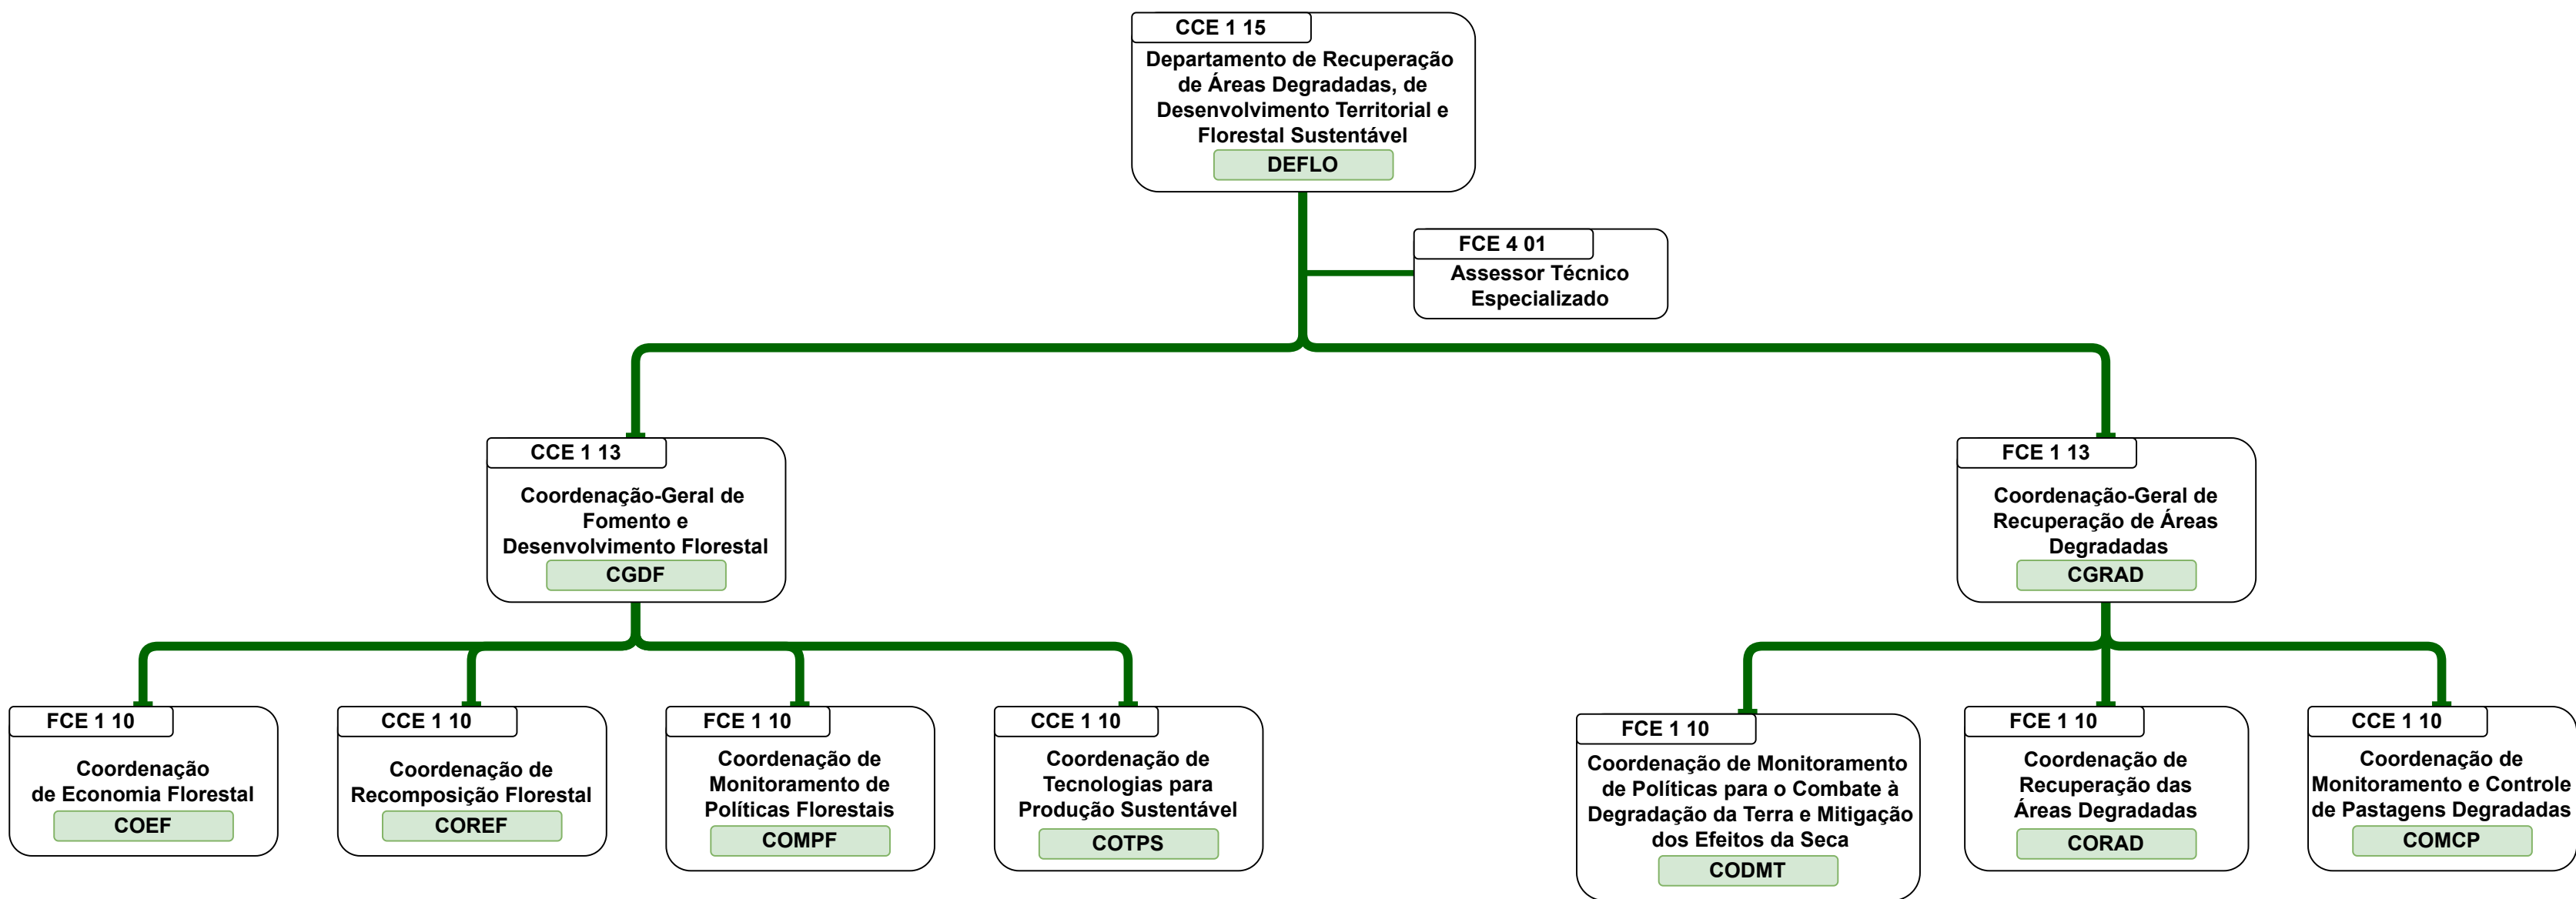 CCE 1 15
Departamento de Recuperação
de Áreas Degradadas, de
Desenvolvimento Territorial e
Florestal Sustentável
DEFLO
FCE 4 01
Assessor Técnico
Especializado
CCE 1 13
Coordenação-Geral de
Fomento e
Desenvolvimento Florestal
CGDF
FCE 1 13
Coordenação-Geral de
Recuperação de Áreas
Degradadas
CGRAD
FCE 1 10
Coordenação
de Economia Florestal
COEF
CCE 1 10
Coordenação de
Recomposição Florestal
COREF
FCE 1 10
Coordenação de
Monitoramento de
Políticas Florestais
COMPF
CCE 1 10
Coordenação de
Tecnologias para
Produção Sustentável
COTPS
FCE 1 10
Coordenação de Monitoramento
de Políticas para o Combate à
Degradação da Terra e Mitigação
dos Efeitos da Seca
CODMT
FCE 1 10
Coordenação de
Recuperação das
Áreas Degradadas
CORAD
CCE 1 10
Coordenação de
Monitoramento e Controle
de Pastagens Degradadas
COMCP